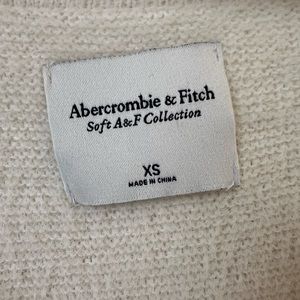 Abercrombie & Fitch
Soft A&F Collection
XS
MADE IN CHINA